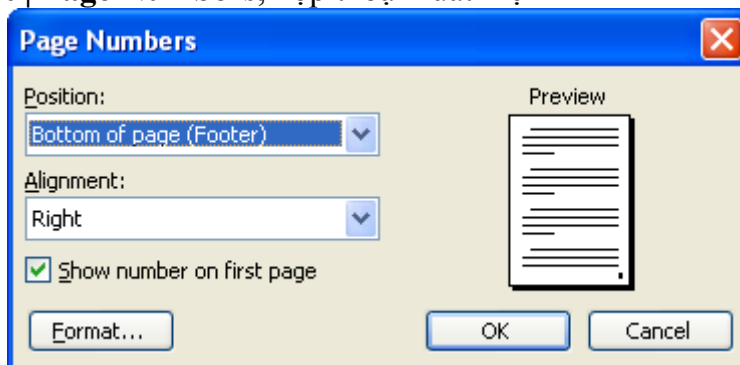 Page Numbers
Position:
Preview
Bottom of page (Footer)
Alignment:
Right
Show number on first page
Format...
OK
Cancel